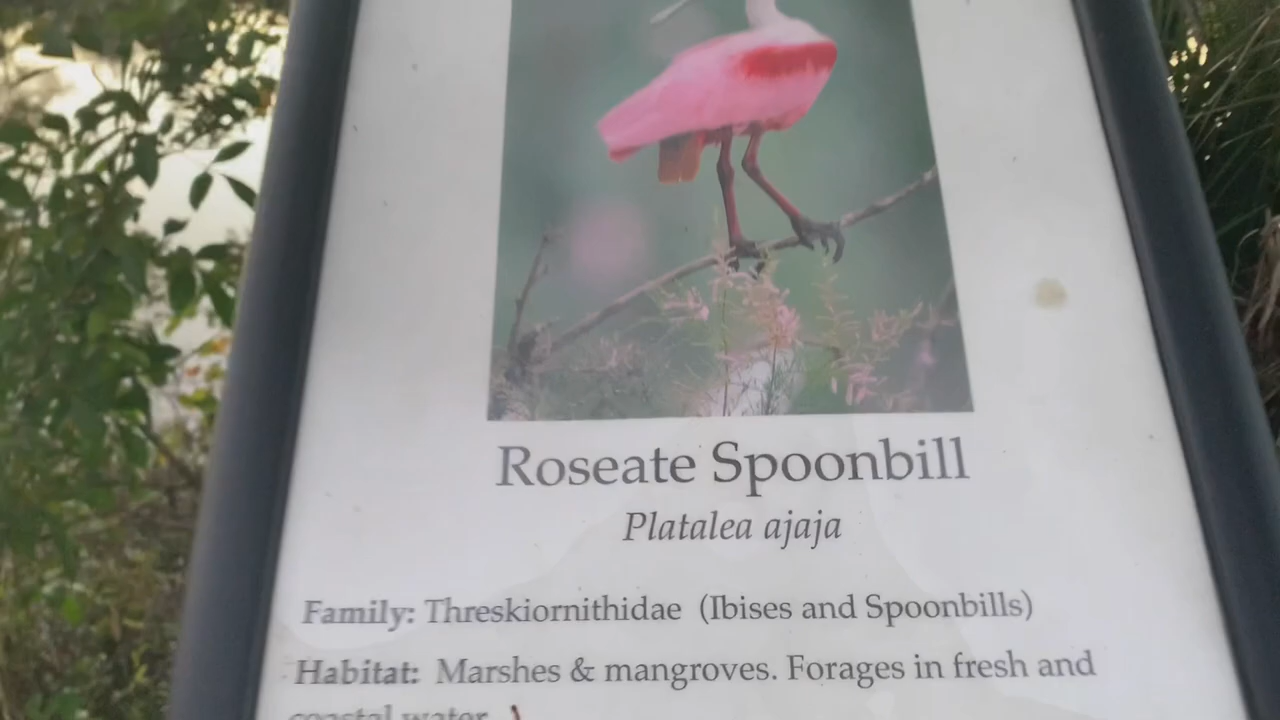 Roseate Spoonbill
Platalea ajaja
Family: Threskiornithidae (Ibises and Spoonbills)
Habitat: Marshes & mangroves. Forages in fresh and
coastal water